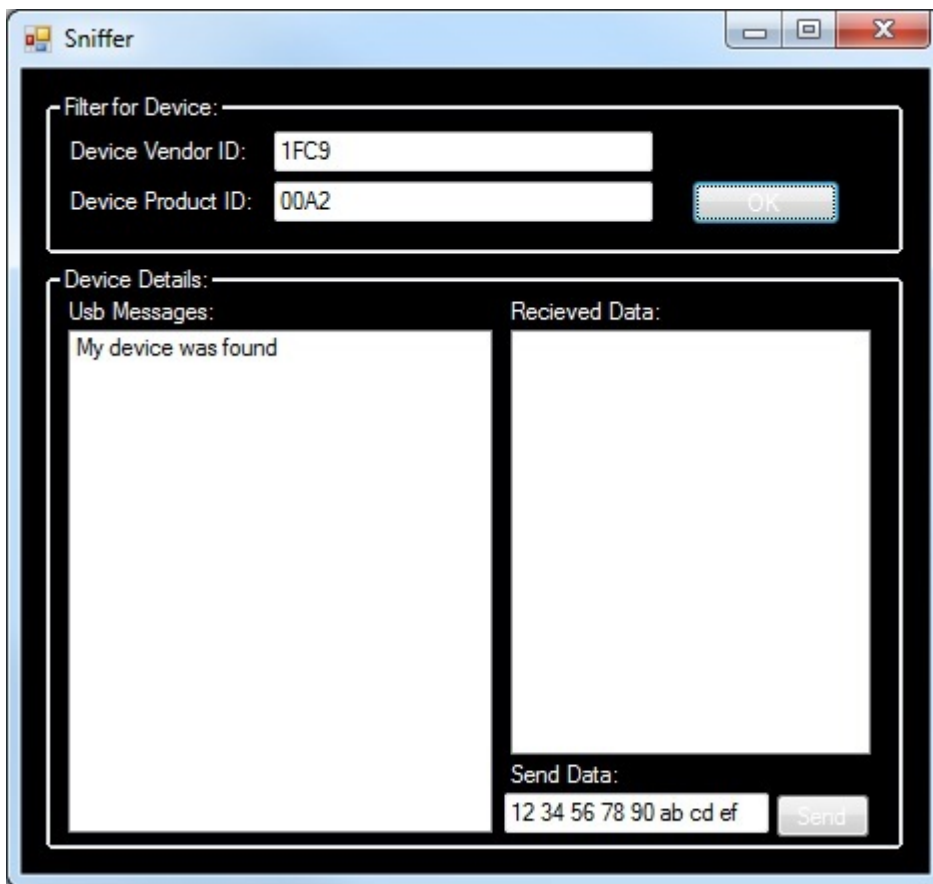 Sniffer
Filter for Device:
Device Vendor ID: 1FC9
Device Product ID: 00A2 OK
Device Details:
Usb Messages: Recieved Data:
My device was found
Send Data:
12 34 56 78 90 ab cd ef Send